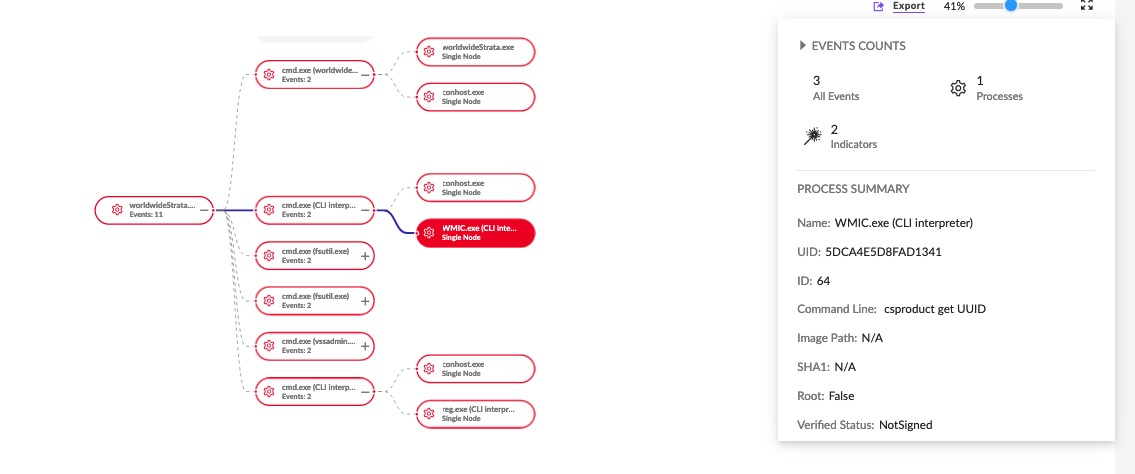 Export 41%
worldwideStrata.exe
Single Node
cmd.exe (worldwide...
Events: 2
conhost.exe
Single Node
conhost.exe
Single Node
worldwideStrata....
Events: 11
cmd.exe (CLI interp...
Events: 2
WMIC.exe (CLI inte...
Single Node
cmd.exe (fsutil.exe)
Events: 2
cmd.exe (fsutil.exe)
Events: 2
cmd.exe (vssadmin....
Events: 2
conhost.exe
Single Node
cmd.exe (CLI interp...
Events: 2
reg.exe (CLI interpr...
Single Node
EVENTS COUNTS
3
All Events
1
Processes
2
Indicators
PROCESS SUMMARY
Name: WMIC.exe (CLI interpreter)
UID: 5DCA4E5D8FAD1341
ID: 64
Command Line: csproduct get UUID
Image Path: N/A
SHA1: N/A
Root: False
Verified Status: NotSigned